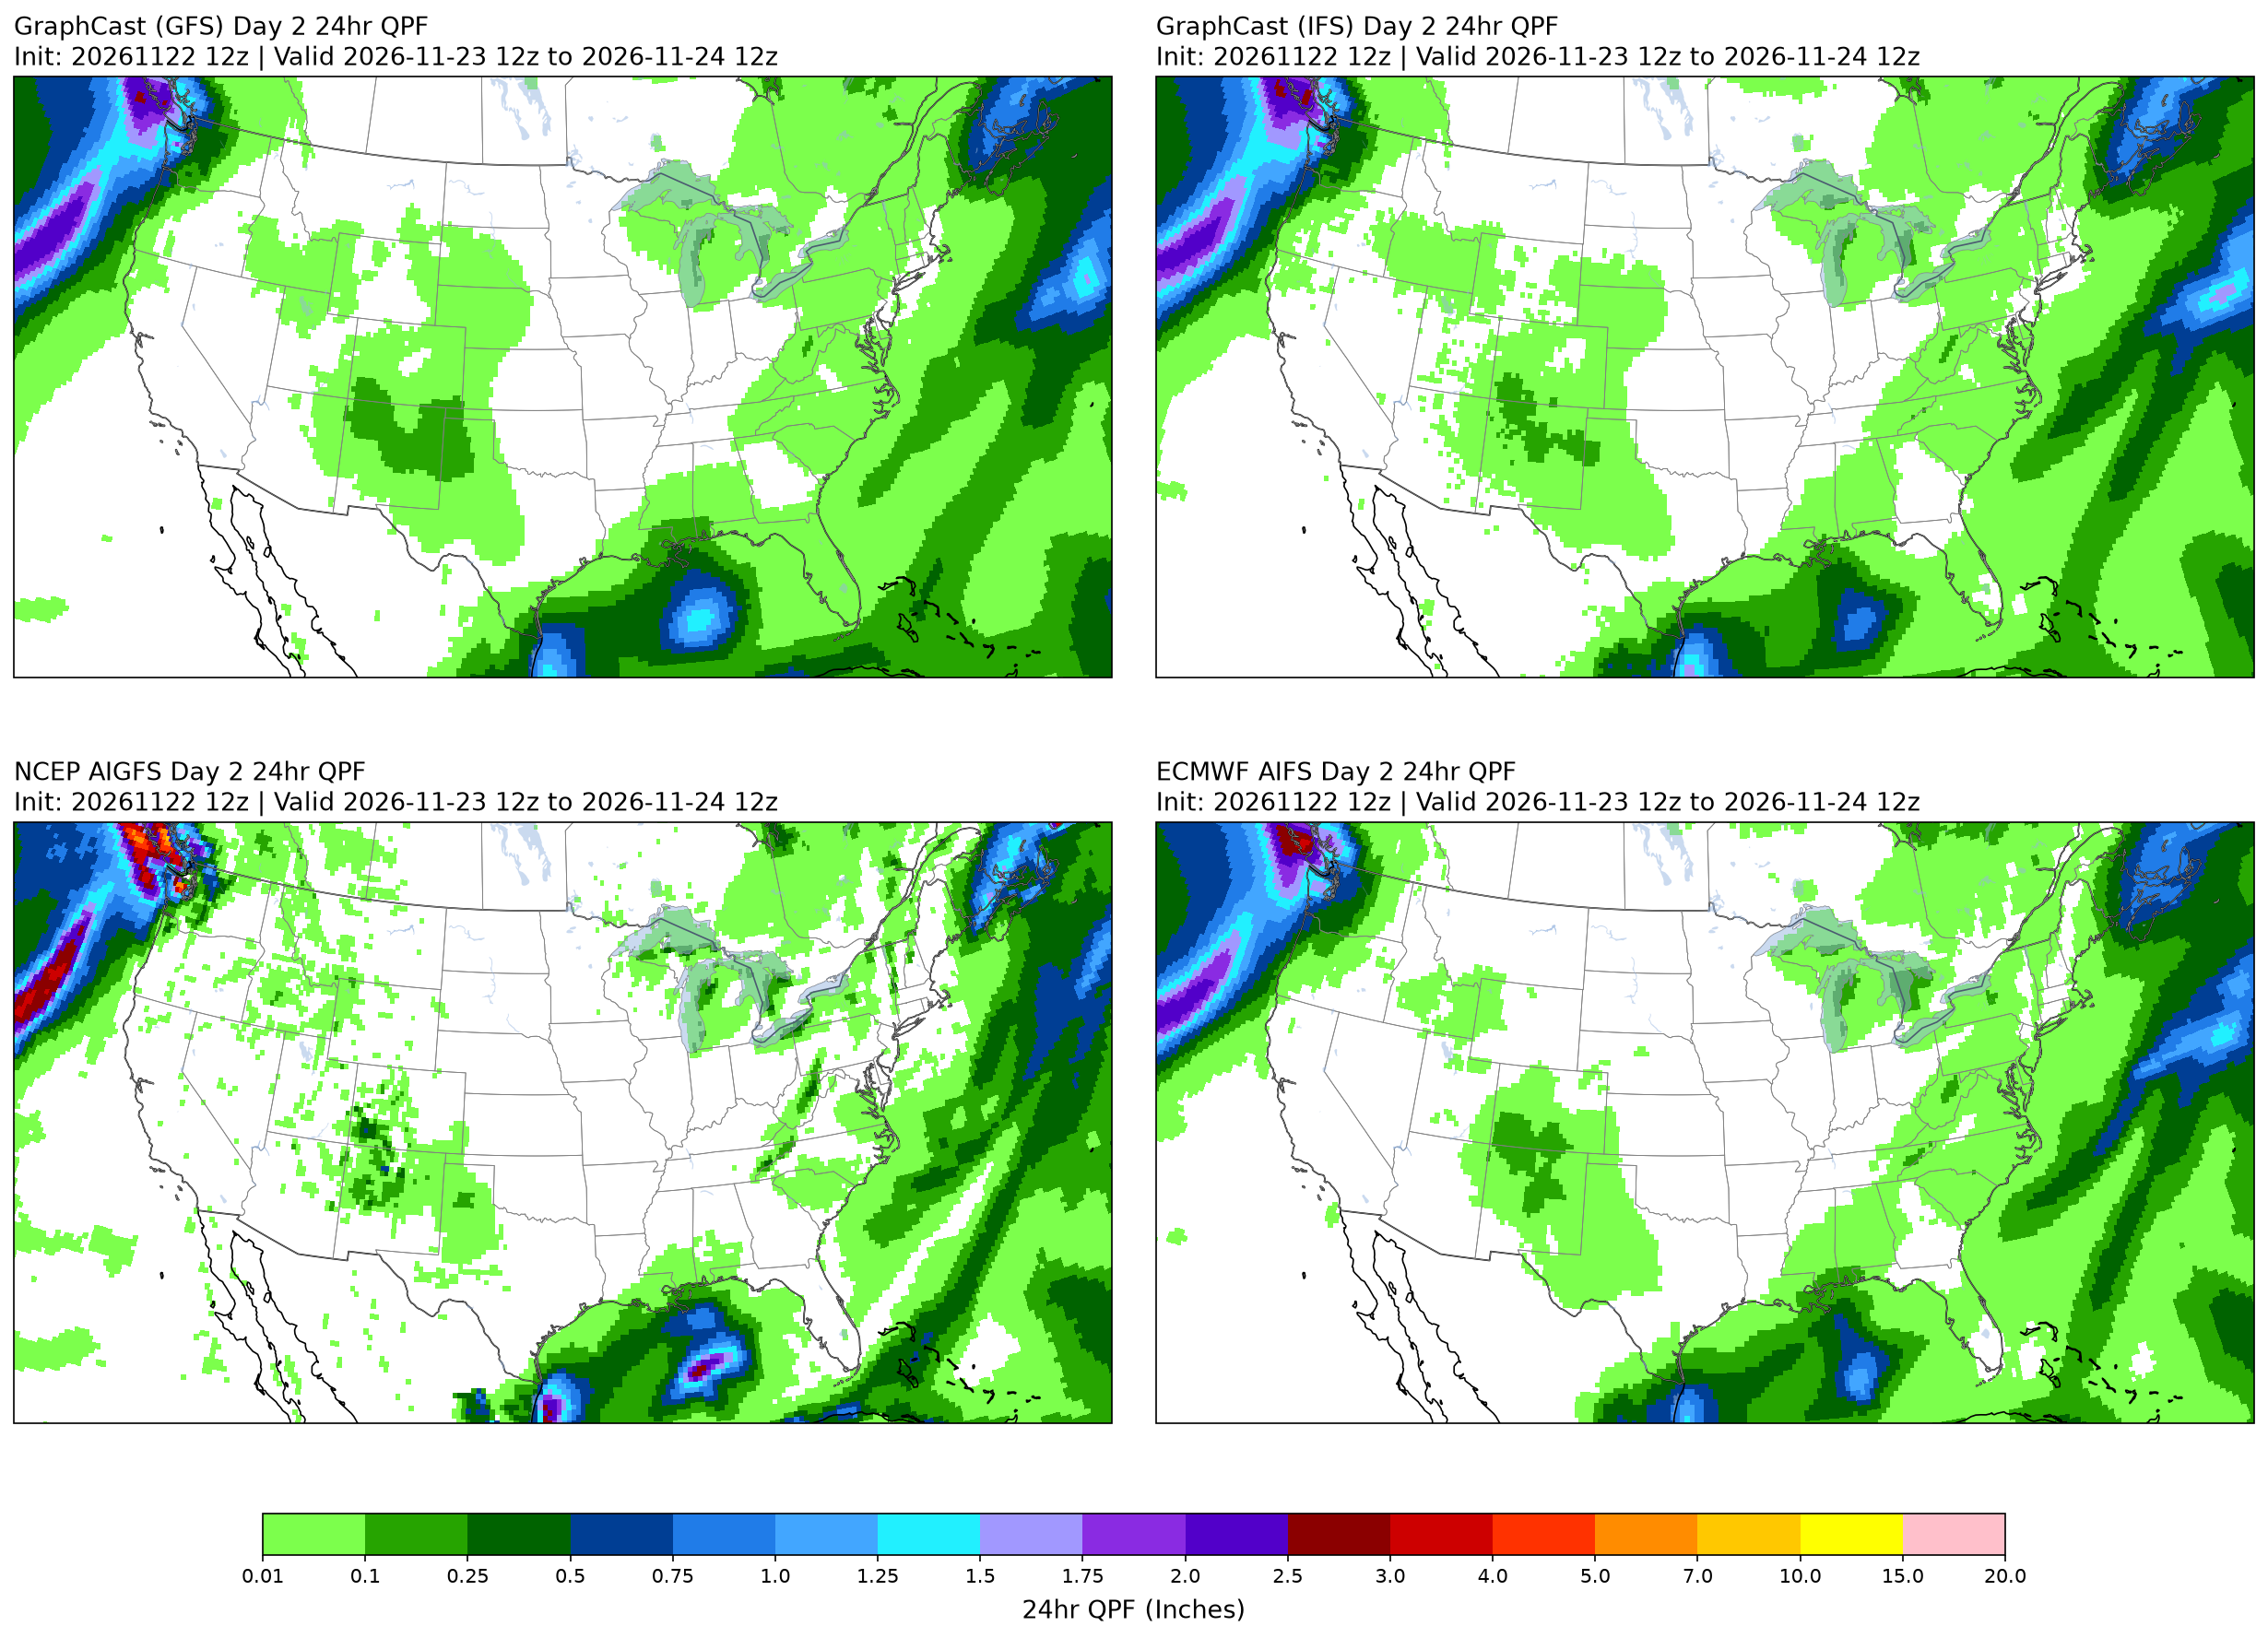 GraphCast (GFS) Day 2 24hr QPF
Init: 20261122 12z | Valid 2026-11-23 12z to 2026-11-24 12z
GraphCast (IFS) Day 2 24hr QPF
Init: 20261122 12z | Valid 2026-11-23 12z to 2026-11-24 12z
NCEP AIGFS Day 2 24hr QPF
Init: 20261122 12z | Valid 2026-11-23 12z to 2026-11-24 12z
ECMWF AIFS Day 2 24hr QPF
Init: 20261122 12z | Valid 2026-11-23 12z to 2026-11-24 12z
0.01 0.1 0.25 0.5 0.75 1.0 1.25 1.5 1.75 2.0 2.5 3.0 4.0 5.0 7.0 10.0 15.0 20.0
24hr QPF (Inches)